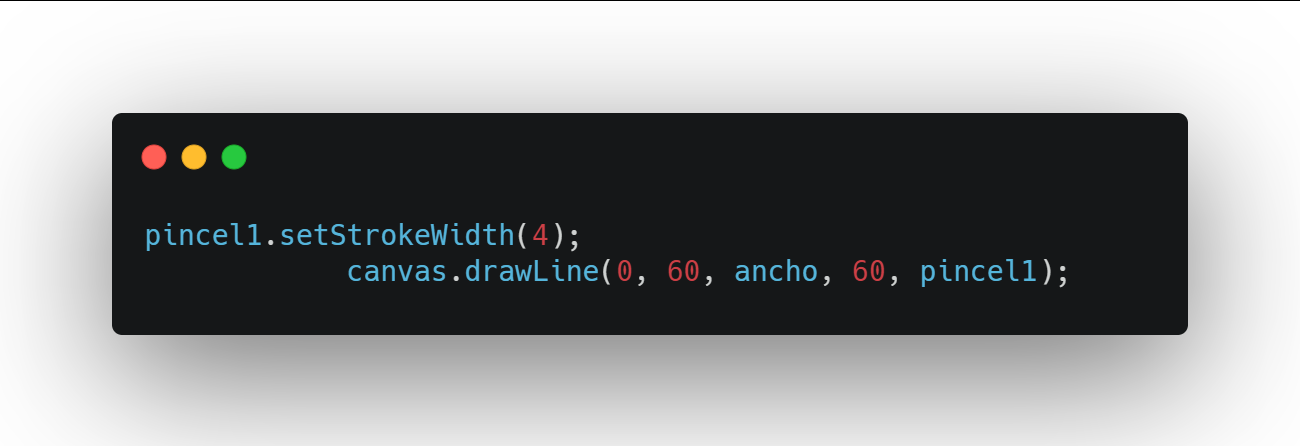 pincel1.setStrokeWidth(4);
canvas.drawLine(0, 60, ancho, 60, pincel1);